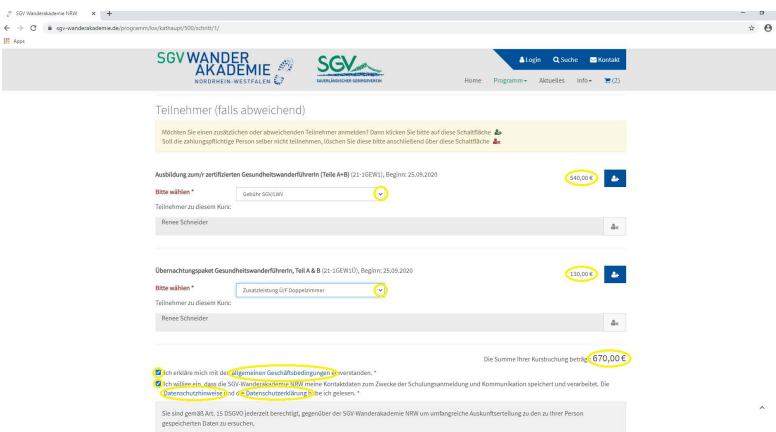 SGV Wanderakademie NRW
sgv-wanderakademie.de/programm/kw/kathaupt/500/schritt/1/
Apps
SGV WANDER
AKADEMIE
NORDRHEIN-WESTFALEN
SGV
SAUERLÄNDISCHER GEBIRGSVEREIN
Login Suche Kontakt
Home Programm Aktuelles Info (2)
Teilnehmer (falls abweichend)
Möchten Sie einen zusätzlichen oder abweichenden Teilnehmer anmelden? Dann klicken Sie bitte auf diese Schaltfläche
Soll die zahlungspflichtige Person selber nicht teilnehmen, löschen Sie diese bitte anschließend über diese Schaltfläche
Ausbildung zum/r zertifizierten GesundheitswanderführerIn (Teile A+B) (21-1GEW1), Beginn: 25.09.2020
540,00 €
Bitte wählen * Gebühr SGV/LWV
Teilnehmer zu diesem Kurs:
Renee Schneider
Übernachtungspaket GesundheitswanderführerIn, Teil A & B (21-1GEW1Ü), Beginn: 25.09.2020
130,00 €
Bitte wählen * Zusatzleistung Ü/F Doppelzimmer
Teilnehmer zu diesem Kurs:
Renee Schneider
Die Summe Ihrer Kursbuchung beträgt 670,00 €
Ich erkläre mich mit den allgemeinen Geschäftsbedingungen einverstanden. *
Ich willige ein, dass die SGV-Wanderakademie NRW meine Kontaktdaten zum Zwecke der Schulungsanmeldung und Kommunikation speichert und verarbeitet. Die
Datenschutzhinweise und die Datenschutzerklärung habe ich gelesen. *
Sie sind gemäß Art. 15 DSGVO jederzeit berechtigt, gegenüber der SGV-Wanderakademie NRW um umfangreiche Auskunftserteilung zu den zu Ihrer Person
gespeicherten Daten zu ersuchen.